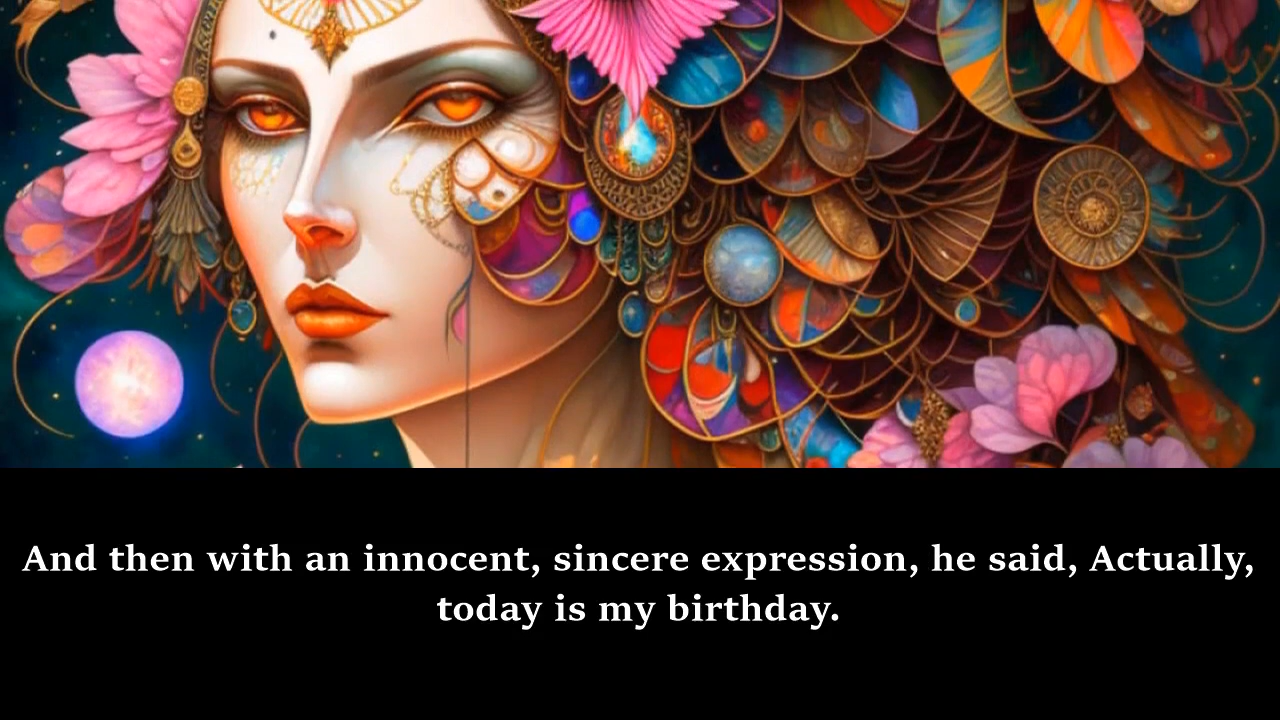 And then with an innocent, sincere expression, he said, Actually,
today is my birthday.